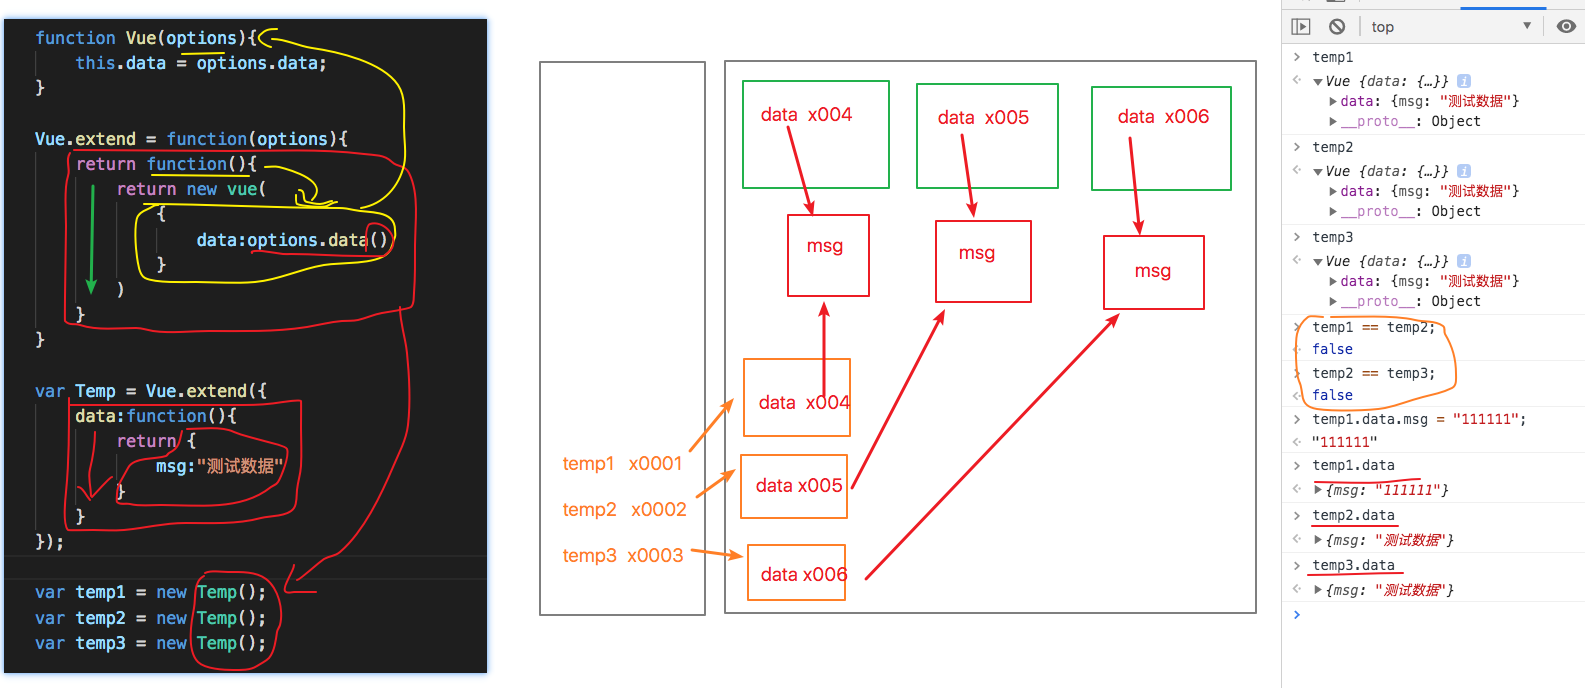 function Vue(options){
this.data = options.data;
}
Vue.extend = function(options){
return function(){
return new vue(
{
data:options.data()
}
)
}
}
var Temp = Vue.extend({
data:function(){
return {
msg:"测试数据"
}
}
});
var temp1 = new Temp();
var temp2 = new Temp();
var temp3 = new Temp();
data x004
data x005
data x006
msg
msg
msg
data x004
data x005
data x006
temp1 x0001
temp2 x0002
temp3 x0003
top
temp1
Vue {data: {…}} i
data: {msg: "测试数据"}
__proto__: Object
temp2
Vue {data: {…}} i
data: {msg: "测试数据"}
__proto__: Object
temp3
Vue {data: {…}} i
data: {msg: "测试数据"}
__proto__: Object
temp1 == temp2;
false
temp2 == temp3;
false
temp1.data.msg = "111111";
"111111"
temp1.data
{msg: "111111"}
temp2.data
{msg: "测试数据"}
temp3.data
{msg: "测试数据"}